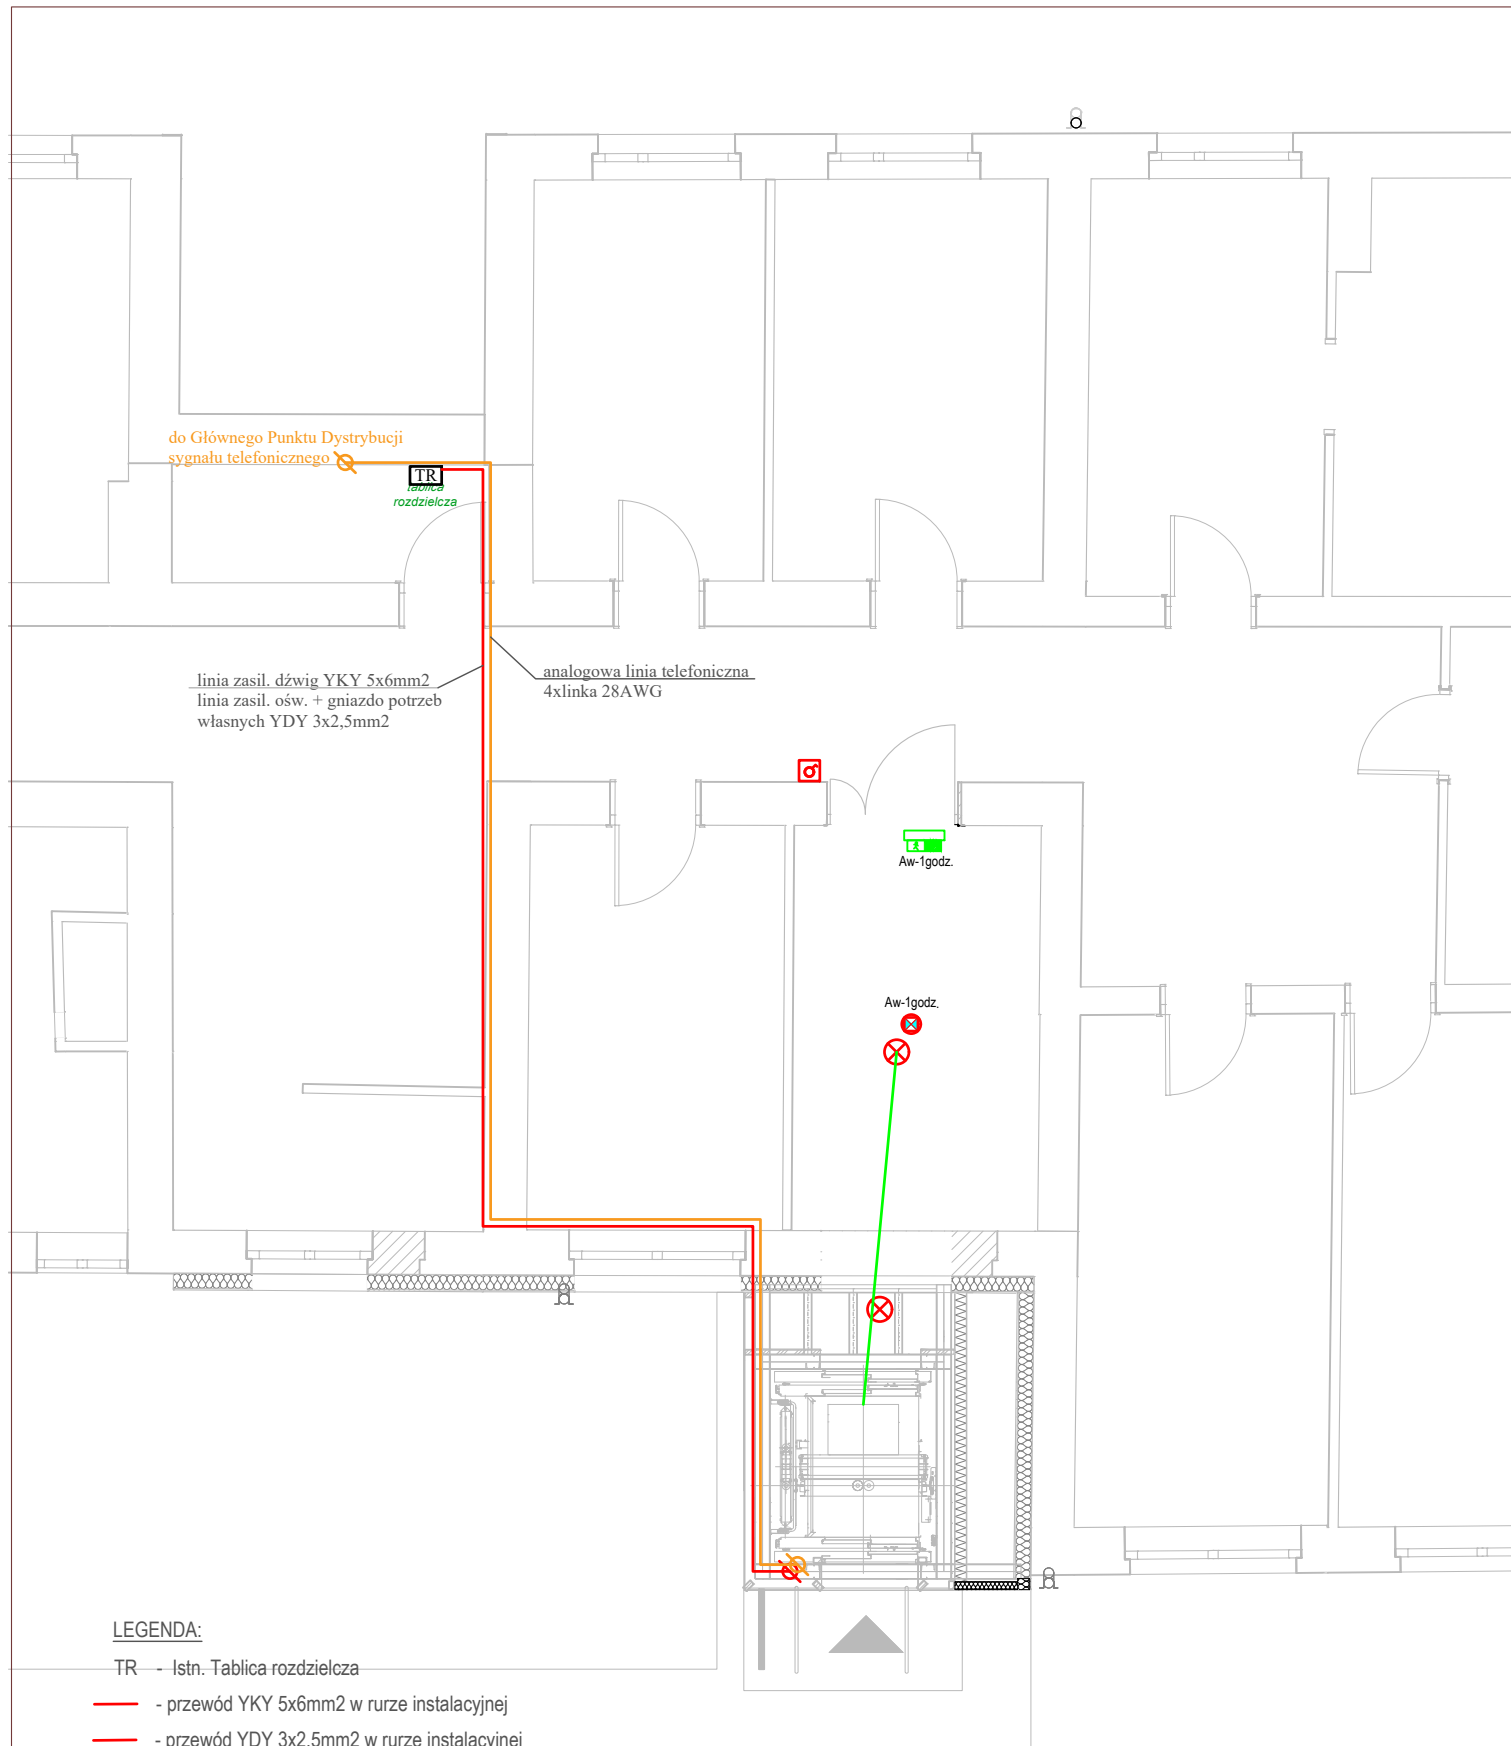 do Głównego Punktu Dystrybucji
sygnału telefonicznego
TR
tablica
rozdzielcza
linia zasil. dźwig YKY 5x6mm2
linia zasil. ośw. + gniazdo potrzeb
własnych YDY 3x2,5mm2
analogowa linia telefoniczna
4xlinka 28AWG
2
Aw-1godz.
Aw-1godz.
LEGENDA:
TR - Istn. Tablica rozdzielcza
- przewód YKY 5x6mm2 w rurze instalacyjnej
- przewód YDY 3x2,5mm2 w rurze instalacyjnej